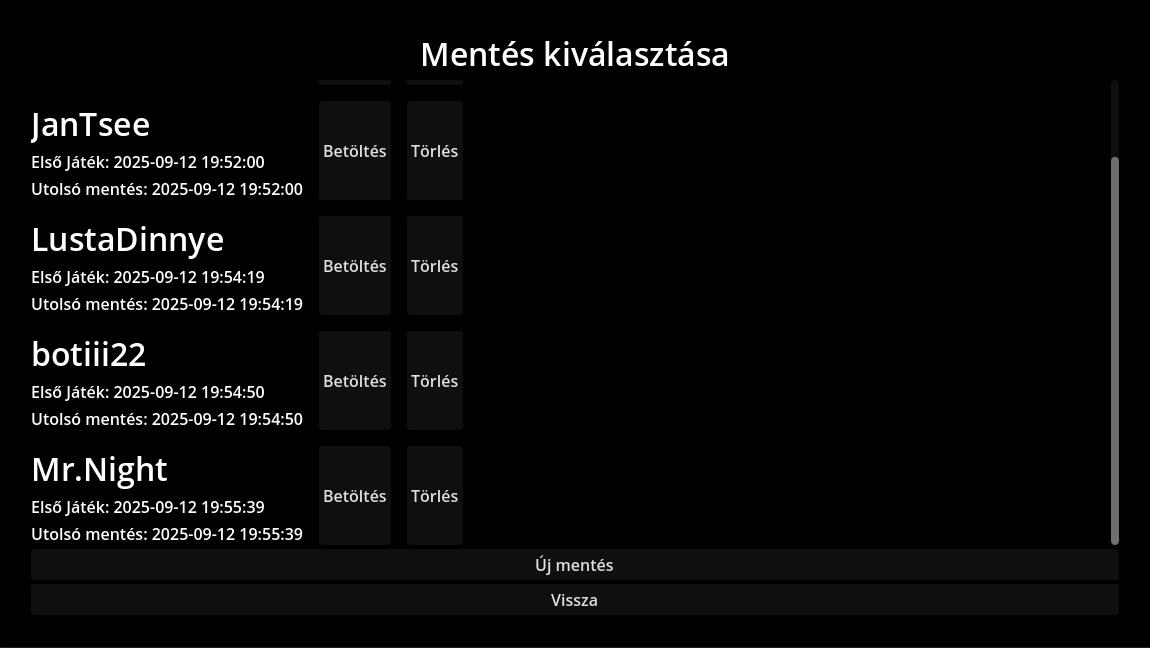 Mentés kiválasztása
JanTsee
Első Játék: 2025-09-12 19:52:00
Utolsó mentés: 2025-09-12 19:52:00
Betöltés
Törlés
LustaDinnye
Első Játék: 2025-09-12 19:54:19
Utolsó mentés: 2025-09-12 19:54:19
Betöltés
Törlés
botiii22
Első Játék: 2025-09-12 19:54:50
Utolsó mentés: 2025-09-12 19:54:50
Betöltés
Törlés
Mr.Night
Első Játék: 2025-09-12 19:55:39
Utolsó mentés: 2025-09-12 19:55:39
Betöltés
Törlés
Új mentés
Vissza